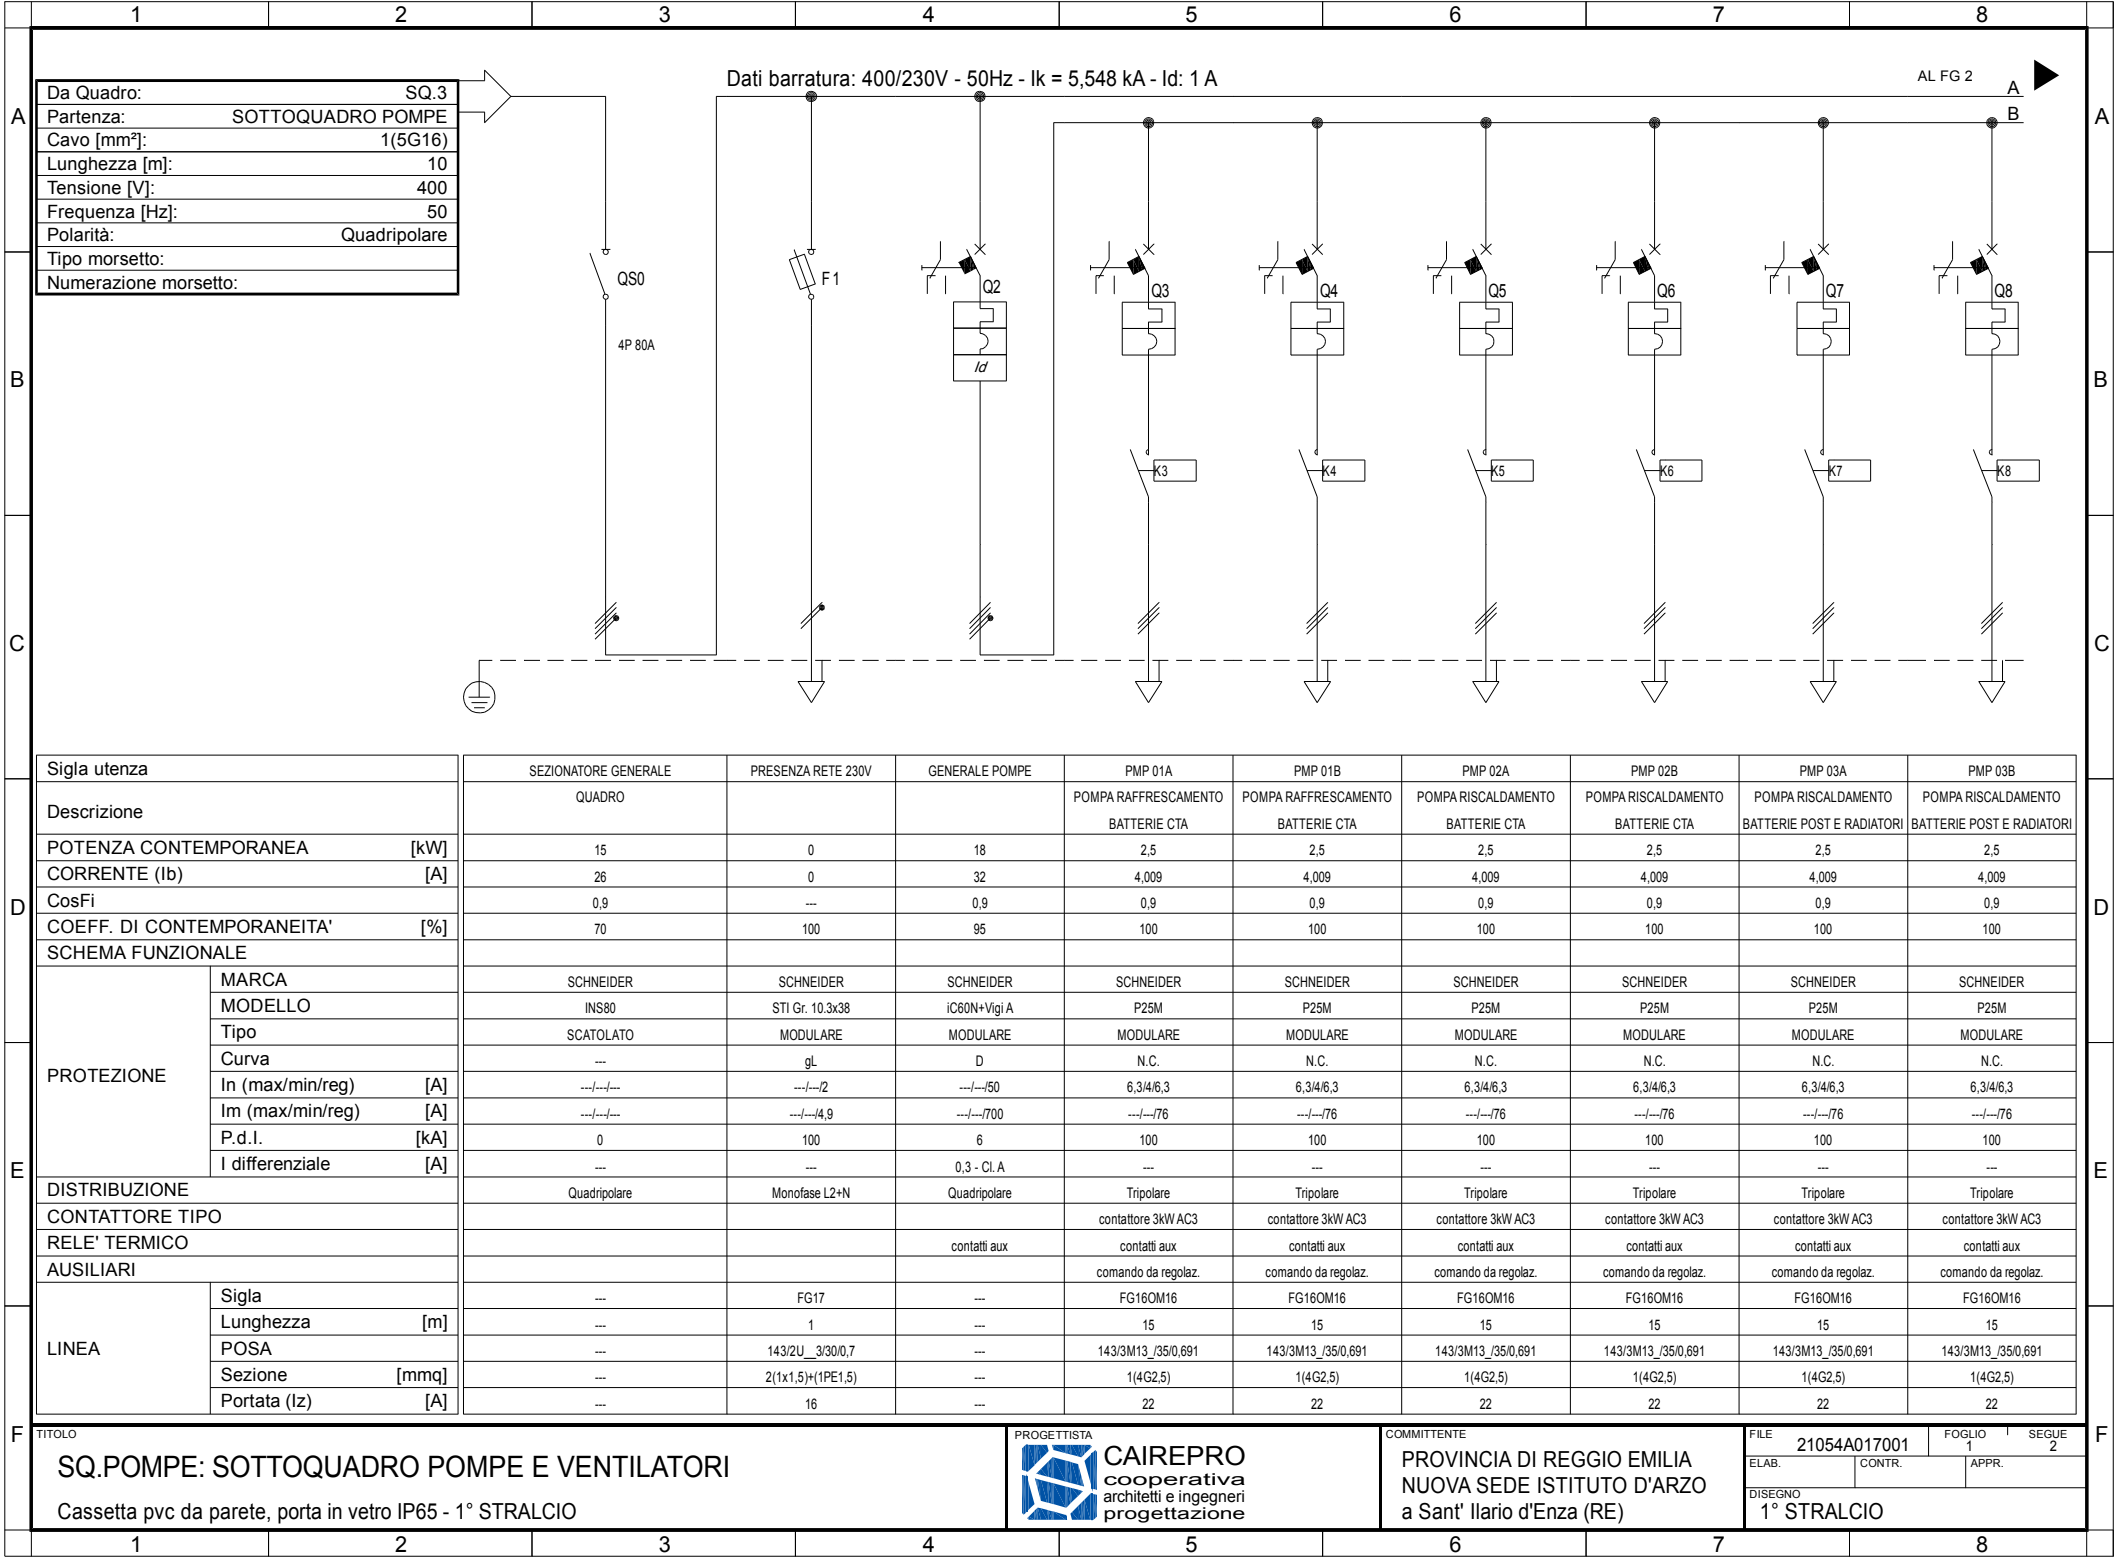 1 2 3 4 5 6 7 8
Dati barratura: 400/230V - 50Hz - Ik = 5,548 kA - Id: 1 A
AL FG 2
A
B
Da Quadro: SQ.3
Partenza: SOTTOQUADRO POMPE
Cavo [mm²]: 1(5G16)
Lunghezza [m]: 10
Tensione [V]: 400
Frequenza [Hz]: 50
Polarità: Quadripolare
Tipo morsetto:
Numerazione morsetto:
A A
QS0 F1 Q2 Q3 Q4 Q5 Q6 Q7 Q8
4P 80A
Id
B B
K3 K4 K5 K6 K7 K8
C C
Sigla utenza SEZIONATORE GENERALE PRESENZA RETE 230V GENERALE POMPE PMP 01A PMP 01B PMP 02A PMP 02B PMP 03A PMP 03B
Descrizione QUADRO POMPA RAFFRESCAMENTO POMPA RAFFRESCAMENTO POMPA RISCALDAMENTO POMPA RISCALDAMENTO POMPA RISCALDAMENTO POMPA RISCALDAMENTO
BATTERIE CTA BATTERIE CTA BATTERIE CTA BATTERIE CTA BATTERIE POST E RADIATORI BATTERIE POST E RADIATORI
POTENZA CONTEMPORANEA [kW] 15 0 18 2,5 2,5 2,5 2,5 2,5 2,5
CORRENTE (Ib) [A] 26 0 32 4,009 4,009 4,009 4,009 4,009 4,009
CosFi 0,9 --- 0,9 0,9 0,9 0,9 0,9 0,9 0,9
D D
COEFF. DI CONTEMPORANEITA' [%] 70 100 95 100 100 100 100 100 100
SCHEMA FUNZIONALE
PROTEZIONE
MARCA SCHNEIDER SCHNEIDER SCHNEIDER SCHNEIDER SCHNEIDER SCHNEIDER SCHNEIDER SCHNEIDER SCHNEIDER
MODELLO INS80 STI Gr. 10.3x38 iC60N+Vigi A P25M P25M P25M P25M P25M P25M
Tipo SCATOLATO MODULARE MODULARE MODULARE MODULARE MODULARE MODULARE MODULARE MODULARE
Curva --- gL D N.C. N.C. N.C. N.C. N.C. N.C.
In (max/min/reg) [A] ---/---/--- ---/---/2 ---/---/50 6,3/4/6,3 6,3/4/6,3 6,3/4/6,3 6,3/4/6,3 6,3/4/6,3 6,3/4/6,3
Im (max/min/reg) [A] ---/---/--- ---/---/4,9 ---/---/700 ---/---/76 ---/---/76 ---/---/76 ---/---/76 ---/---/76 ---/---/76
P.d.I. [kA] 0 100 6 100 100 100 100 100 100
I differenziale [A] --- --- 0,3 - Cl. A --- --- --- --- --- ---
E E
DISTRIBUZIONE Quadripolare Monofase L2+N Quadripolare Tripolare Tripolare Tripolare Tripolare Tripolare Tripolare
CONTATTORE TIPO contattore 3kW AC3 contattore 3kW AC3 contattore 3kW AC3 contattore 3kW AC3 contattore 3kW AC3 contattore 3kW AC3
RELE' TERMICO contatti aux contatti aux contatti aux contatti aux contatti aux contatti aux contatti aux
AUSILIARI comando da regolaz. comando da regolaz. comando da regolaz. comando da regolaz. comando da regolaz. comando da regolaz.
LINEA
Sigla --- FG17 --- FG16OM16 FG16OM16 FG16OM16 FG16OM16 FG16OM16 FG16OM16
Lunghezza [m] --- 1 --- 15 15 15 15 15 15
POSA --- 143/2U__3/30/0,7 --- 143/3M13_/35/0,691 143/3M13_/35/0,691 143/3M13_/35/0,691 143/3M13_/35/0,691 143/3M13_/35/0,691 143/3M13_/35/0,691
Sezione [mmq] --- 2(1x1,5)+(1PE1,5) --- 1(4G2,5) 1(4G2,5) 1(4G2,5) 1(4G2,5) 1(4G2,5) 1(4G2,5)
Portata (Iz) [A] --- 16 --- 22 22 22 22 22 22
F F
TITOLO
SQ.POMPE: SOTTOQUADRO POMPE E VENTILATORI
Cassetta pvc da parete, porta in vetro IP65 - 1° STRALCIO
PROGETTISTA
CAIREPRO
cooperativa
architetti e ingegneri
progettazione
COMMITTENTE
PROVINCIA DI REGGIO EMILIA
NUOVA SEDE ISTITUTO D'ARZO
a Sant' Ilario d'Enza (RE)
FILE 21054A017001
FOGLIO 1
SEGUE 2
ELAB. CONTR. APPR.
DISEGNO
1° STRALCIO
1 2 3 4 5 6 7 8